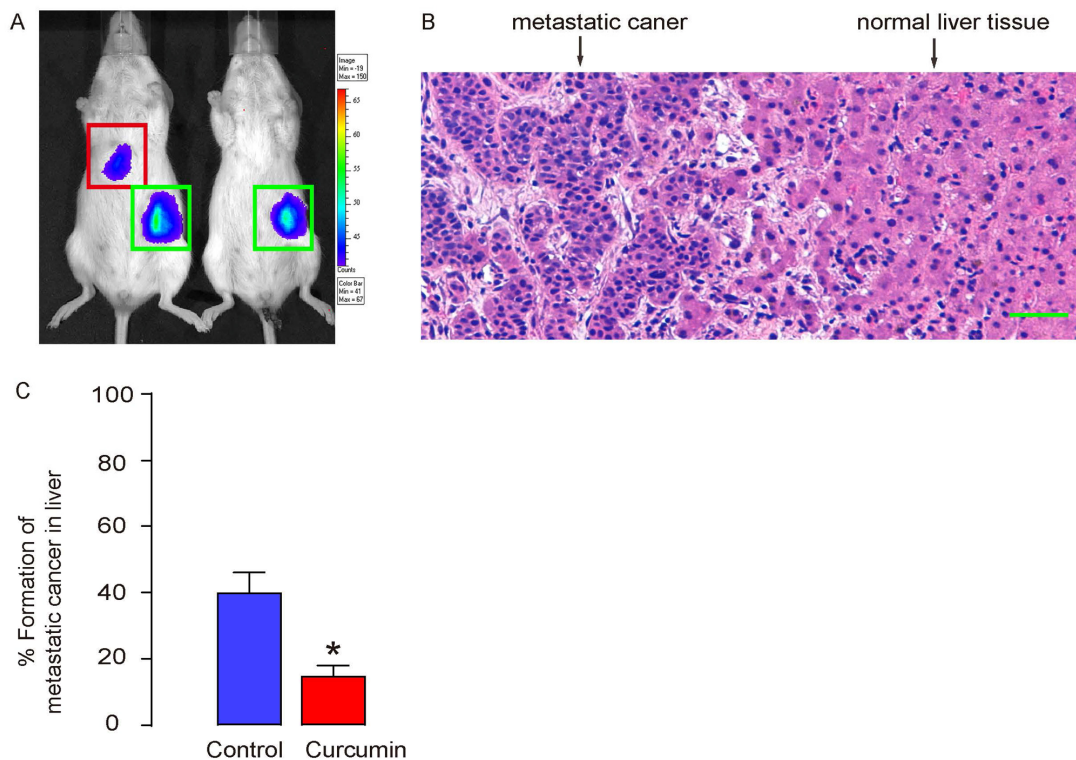 A
Image
Min = -19
Max = 150
65
60
55
50
45
Counts
Color Bar
Min = 41
Max = 67
B
metastatic caner
normal liver tissue
C
% Formation of
metastatic cancer in liver
100
80
60
40
20
0
*
Control
Curcumin